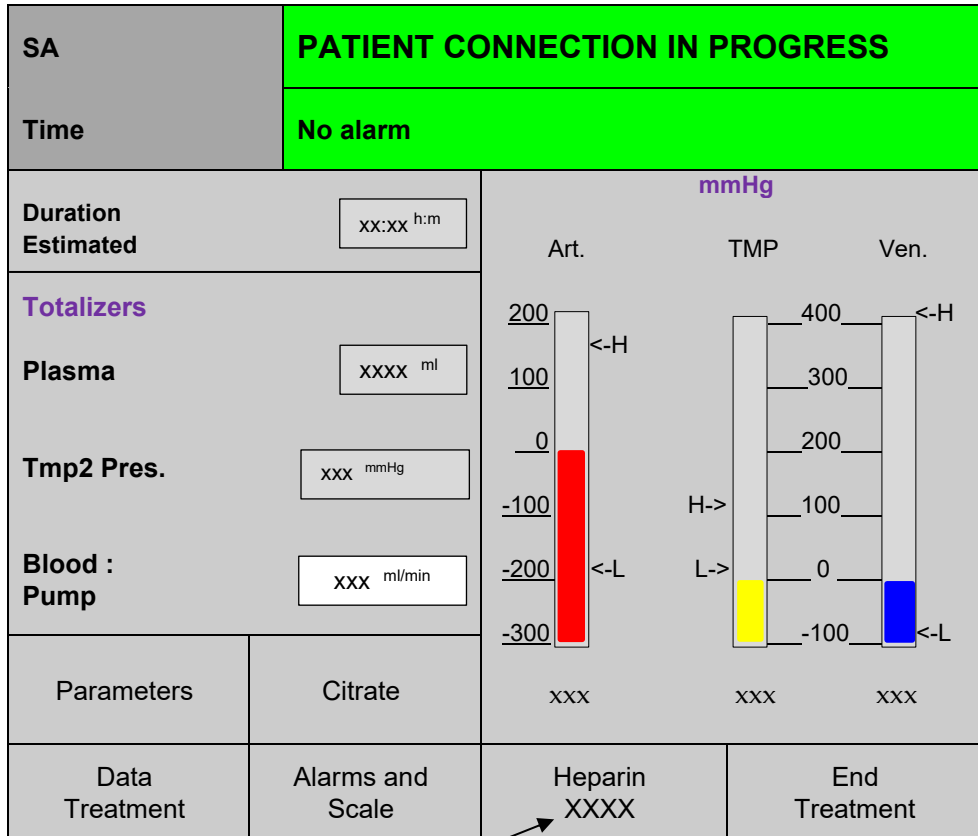 SA
PATIENT CONNECTION IN PROGRESS
Time
No alarm
Duration
Estimated
xx:xx h:m
Totalizers
Plasma
xxxx ml
Tmp2 Pres.
xxx mmHg
Blood :
Pump
xxx ml/min
mmHg
Art.
TMP
Ven.
200
<-H
100
0
-100
-200
<-L
-300
400
<-H
300
200
H->
100
L->
0
-100
<-L
xxx
xxx
xxx
Parameters
Citrate
Data
Treatment
Alarms and
Scale
Heparin
XXXX
End
Treatment